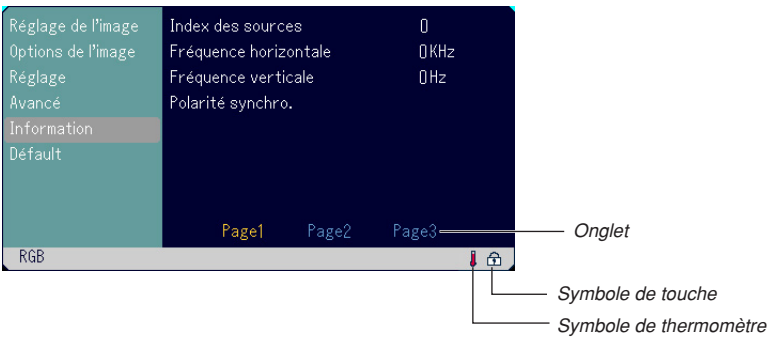 Réglage de l'image
Options de l'image
Réglage
Avancé
Information
Défault
Index des sources 0
Fréquence horizontale 0KHz
Fréquence verticale 0Hz
Polarité synchro.
Page1 Page2 Page3
RGB
Onglet
Symbole de touche
Symbole de thermomètre